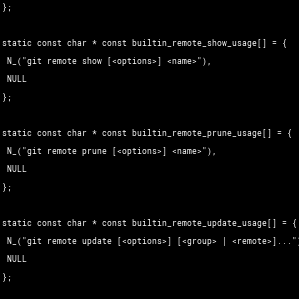 };
static const char * const builtin_remote_show_usage[] = {
N_("git remote show [<options>] <name>"),
NULL
};
static const char * const builtin_remote_prune_usage[] = {
N_("git remote prune [<options>] <name>"),
NULL
};
static const char * const builtin_remote_update_usage[] = {
N_("git remote update [<options>] [<group> | <remote>]...")
NULL
};